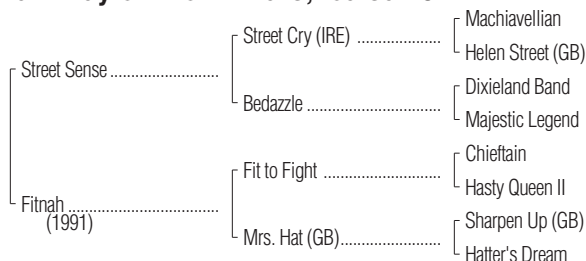 Machiavellian
Street Cry (IRE) ....................
Helen Street (GB)
Street Sense ..........................
Dixieland Band
Bedazzle ................................
Majestic Legend
Chieftain
Fit to Fight ............................
Hasty Queen II
Fitnah ....................................
(1991)
Sharpen Up (GB)
Mrs. Hat (GB)........................
Hatter's Dream